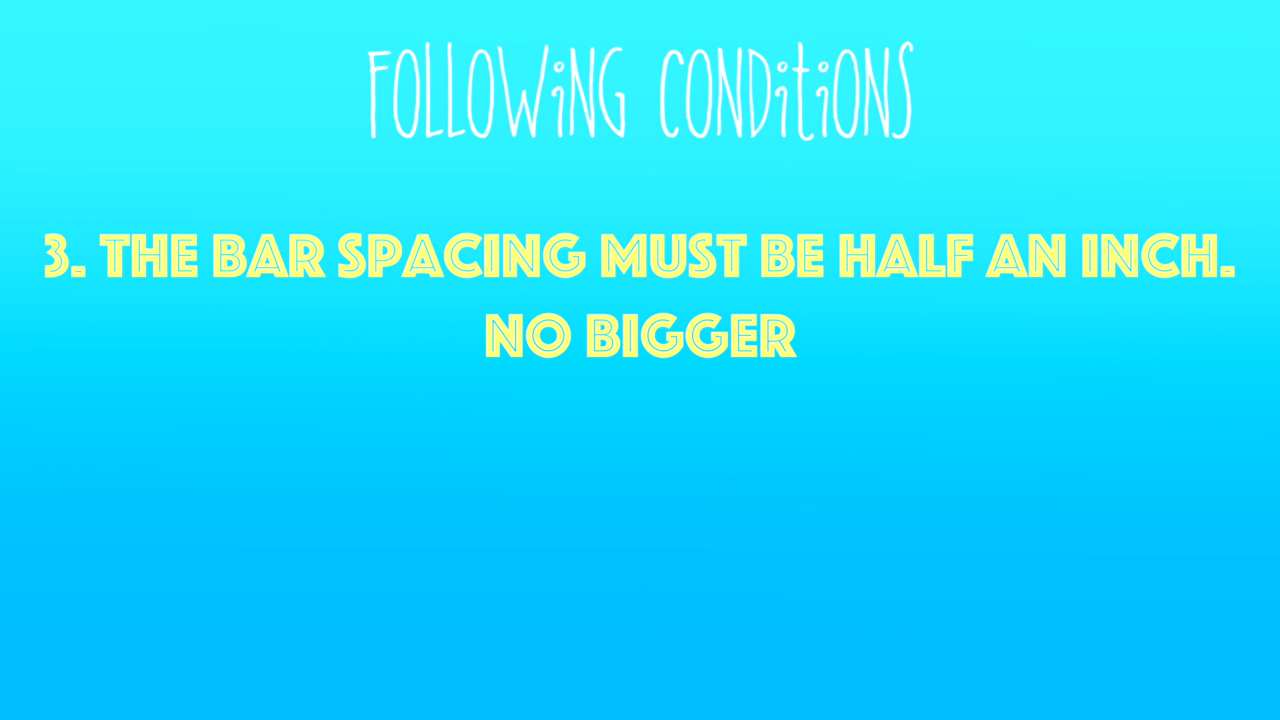 FOLLOWiNG CONDitiONS
3. THE BAR SPACING MUST BE HALF AN INCH.
NO BIGGER